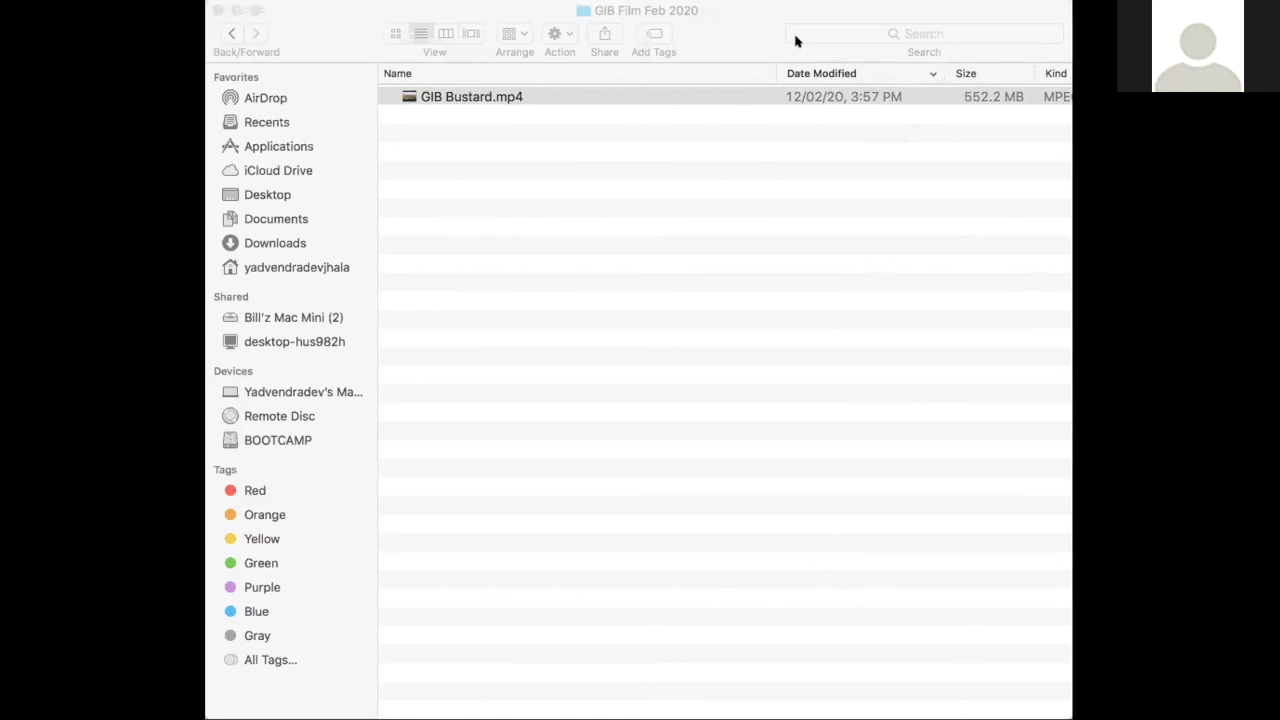 GIB Film Feb 2020
Back/Forward
View
Arrange
Action
Share
Add Tags
Search
Search
Favorites
AirDrop
Recents
Applications
iCloud Drive
Desktop
Documents
Downloads
yadvendradevjhala
Shared
Bill'z Mac Mini (2)
desktop-hus982h
Devices
Yadvendradev's Ma...
Remote Disc
BOOTCAMP
Tags
Red
Orange
Yellow
Green
Purple
Blue
Gray
All Tags...
Name Date Modified Size Kind
GIB Bustard.mp4 12/02/20, 3:57 PM 552.2 MB MPE